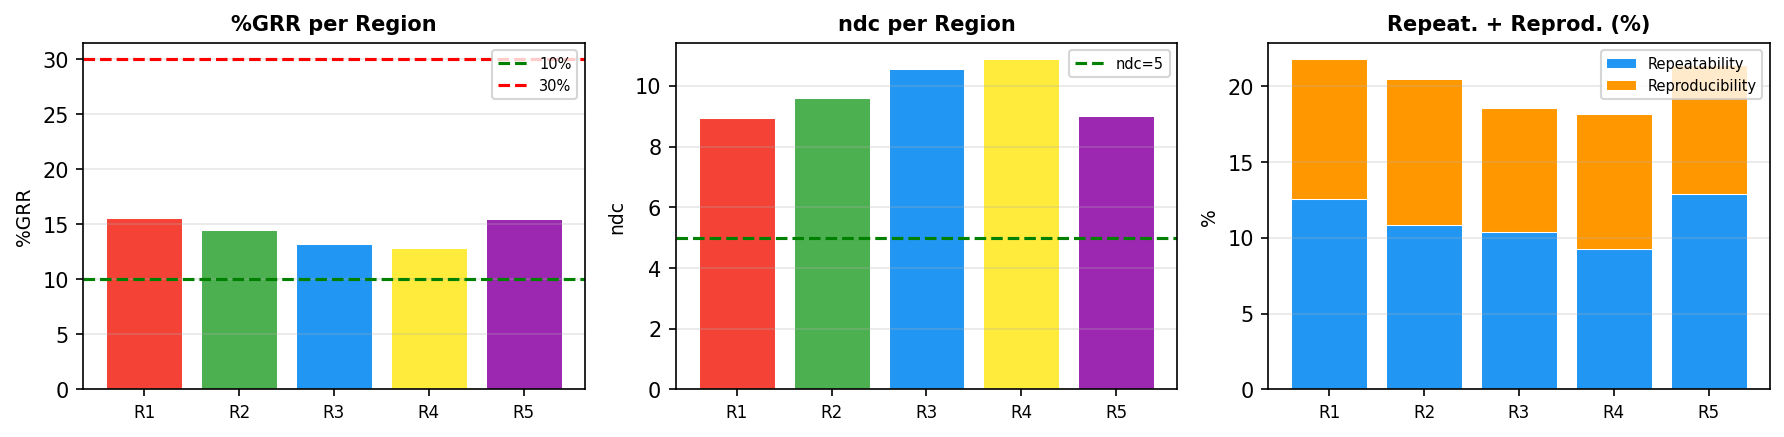 %GRR per Region
%GRR
30
25
20
15
10
5
0
10%
30%
R1 R2 R3 R4 R5
ndc per Region
ndc
10
8
6
4
2
0
ndc=5
R1 R2 R3 R4 R5
Repeat. + Reprod. (%)
%
20
15
10
5
0
Repeatability
Reproducibility
R1 R2 R3 R4 R5